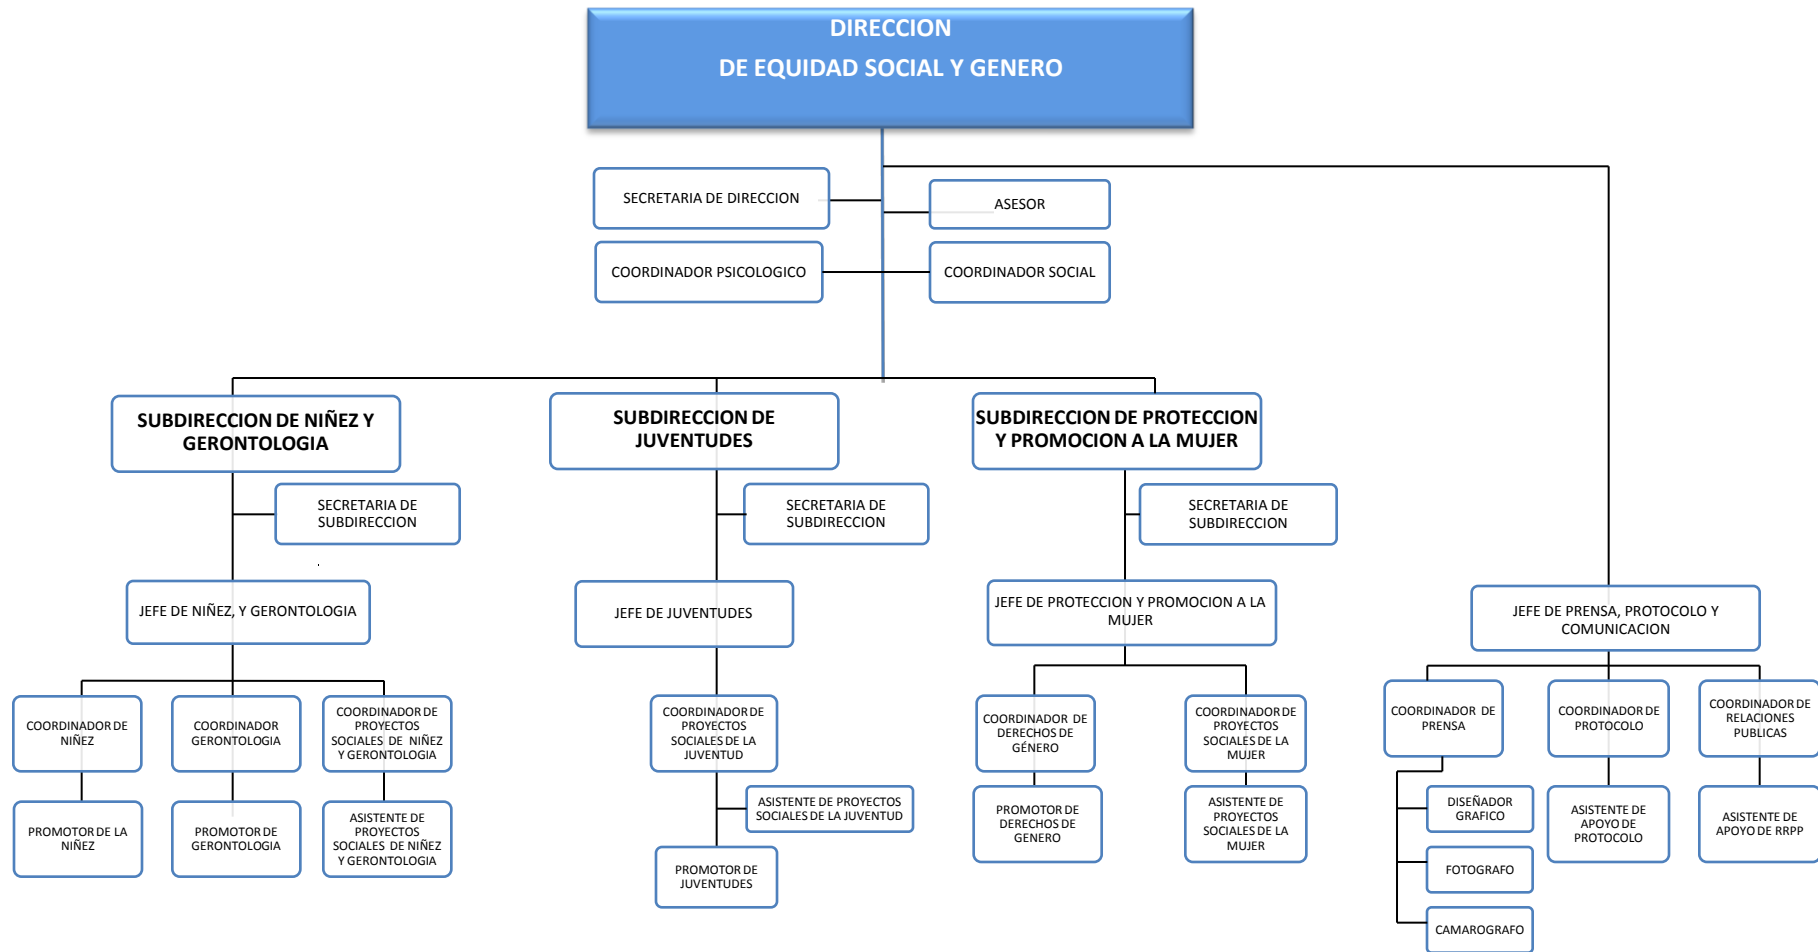 DIRECCION
DE EQUIDAD SOCIAL Y GENERO
SECRETARIA DE DIRECCION
ASESOR
COORDINADOR PSICOLOGICO
COORDINADOR SOCIAL
SUBDIRECCION DE NIÑEZ Y
GERONTOLOGIA
SUBDIRECCION DE
JUVENTUDES
SUBDIRECCION DE PROTECCION
Y PROMOCION A LA MUJER
SECRETARIA DE
SUBDIRECCION
SECRETARIA DE
SUBDIRECCION
SECRETARIA DE
SUBDIRECCION
.
JEFE DE NIÑEZ, Y GERONTOLOGIA
JEFE DE JUVENTUDES
JEFE DE PROTECCION Y PROMOCION A LA
MUJER
JEFE DE PRENSA, PROTOCOLO Y
COMUNICACION
COORDINADOR DE
NIÑEZ
COORDINADOR
GERONTOLOGIA
COORDINADOR DE
PROYECTOS
SOCIALES DE NIÑEZ
Y GERONTOLOGIA
COORDINADOR DE
PROYECTOS
SOCIALES DE LA
JUVENTUD
COORDINADOR DE
DERECHOS DE
GÉNERO
COORDINADOR DE
PROYECTOS
SOCIALES DE LA
MUJER
COORDINADOR DE
PRENSA
COORDINADOR DE
PROTOCOLO
COORDINADOR DE
RELACIONES
PUBLICAS
PROMOTOR DE LA
NIÑEZ
PROMOTOR DE
GERONTOLOGIA
ASISTENTE DE
PROYECTOS
SOCIALES DE NIÑEZ
Y GERONTOLOGIA
ASISTENTE DE PROYECTOS
SOCIALES DE LA JUVENTUD
PROMOTOR DE
JUVENTUDES
PROMOTOR DE
DERECHOS DE
GENERO
ASISTENTE DE
PROYECTOS
SOCIALES DE LA
MUJER
DISEÑADOR
GRAFICO
FOTOGRAFO
CAMAROGRAFO
ASISTENTE DE
APOYO DE
PROTOCOLO
ASISTENTE DE
APOYO DE RRPP